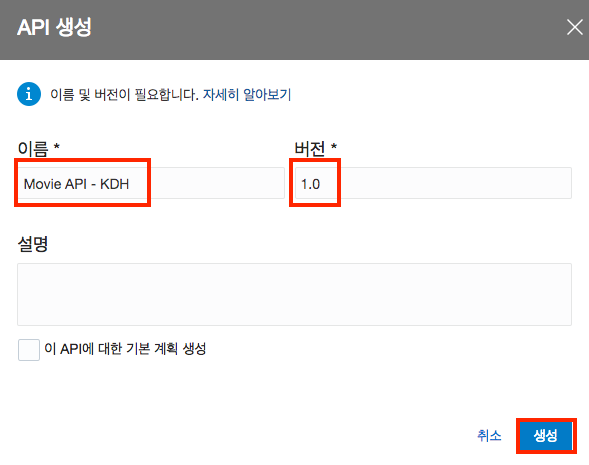 API 생성
이름 및 버전이 필요합니다. 자세히 알아보기
이름 * 버전 *
Movie API - KDH 1.0
설명
이 API에 대한 기본 계획 생성
취소 생성